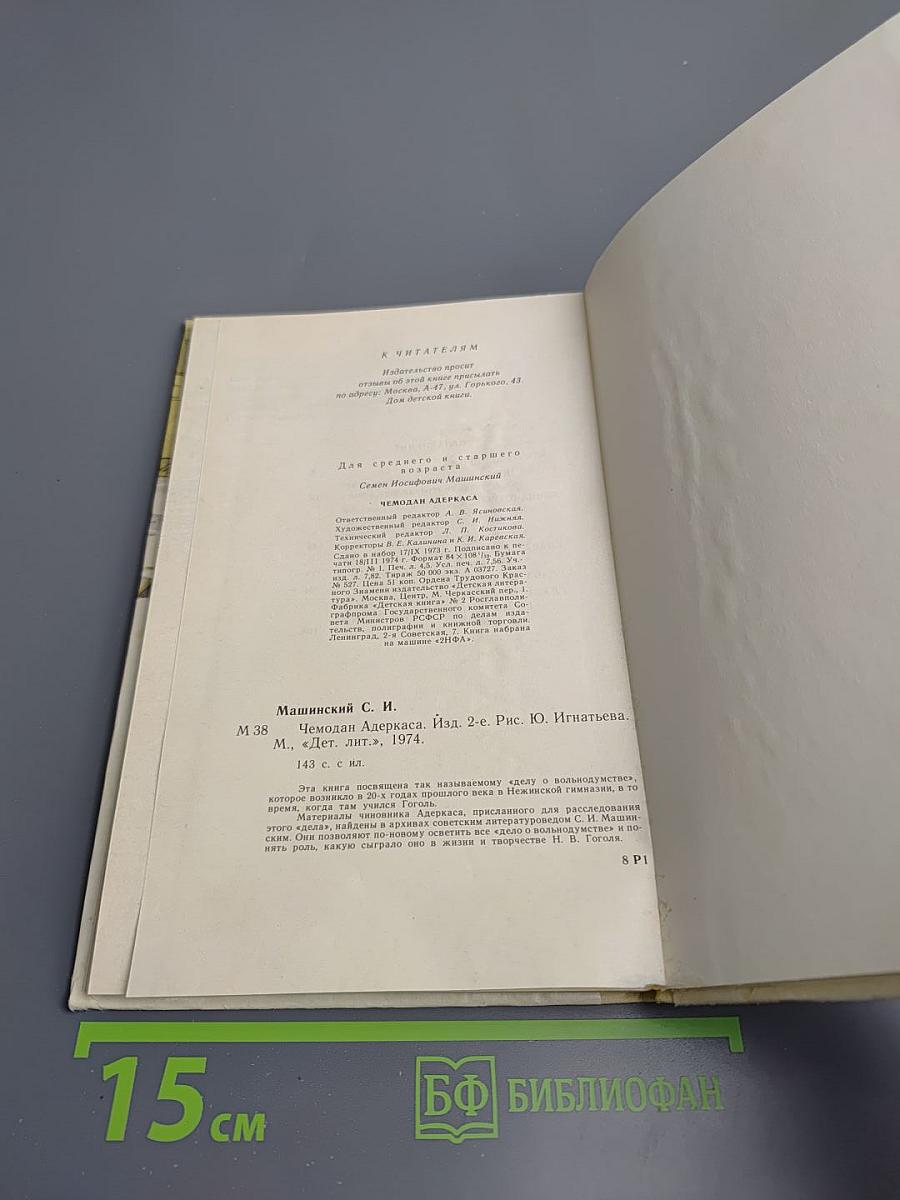 К ЧИТАТЕЛЯМ
Издательство просит
отзывы об этой книге присылать
по адресу: Москва, А-47, ул. Горького, 43.
Дом детской книги.
Для среднего и старшего
возраста
Семен Иосифович Машинский
ЧЕМОДАН АДЕРКАСА
Ответственный редактор А. В. Ясиновская.
Художественный редактор С. И. Нижняя.
Технический редактор Л. П. Костикова.
Корректоры В. Е. Калинина и К. И. Каревская.
Сдано в набор 17/IX 1973 г. Подписано к пе-
чати 18/III 1974 г. Формат 84×108 1/32. Бумага
типогр. № 1. Печ. л. 4,5. Усл. печ. л. 7,56. Уч.-
изд. л. 7,82. Тираж 50 000 экз. А 03727. Заказ
№ 527. Цена 51 коп. Ордена Трудового Крас-
ного Знамени издательство «Детская литера-
тура». Москва, Центр, М. Черкасский пер., 1.
Фабрика «Детская книга» № 2 Росглавполи-
графпрома Государственного комитета Со-
вета Министров РСФСР по делам изда-
тельств, полиграфии и книжной торговли.
Ленинград, 2-я Советская, 7. Книга набрана
на машине «2НФА».
Машинский С. И.
М 38 Чемодан Адеркаса. Изд. 2-е. Рис. Ю. Игнатьева.
М., «Дет. лит.», 1974.
143 с. с ил.
Эта книга посвящена так называемому «делу о вольнодумстве»,
которое возникло в 20-х годах прошлого века в Нежинской гимназии, в то
время, когда там учился Гоголь.
Материалы чиновника Адеркаса, присланного для расследования
этого «дела», найдены в архивах советским литературоведом С. И. Машин-
ским. Они позволяют по-новому осветить все «дело о вольнодумстве» и по-
нять роль, какую сыграло оно в жизни и творчестве Н. В. Гоголя.
8 Р1
15 см
БФ БИБЛИОФАН